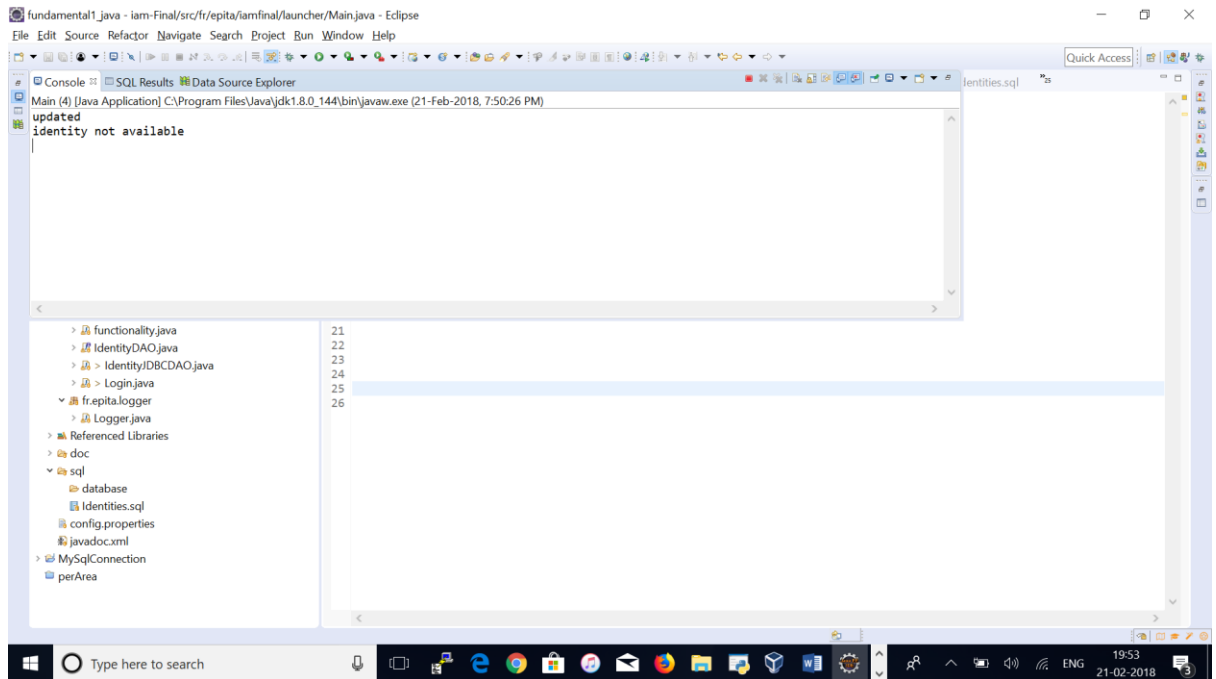 fundamental1_java - iam-Final/src/fr/epita/iamfinal/launcher/Main.java - Eclipse
File Edit Source Refactor Navigate Search Project Run Window Help
Quick Access
Console SQL Results Data Source Explorer
Identities.sql
25
Main (4) [Java Application] C:\Program Files\Java\jdk1.8.0_144\bin\javaw.exe (21-Feb-2018, 7:50:26 PM)
updated
identity not available
> functionality.java
> IdentityDAO.java
> > IdentityJDBCDAO.java
> > Login.java
fr.epita.logger
> Logger.java
> Referenced Libraries
> doc
sql
database
Identities.sql
config.properties
javadoc.xml
> MySqlConnection
perArea
21
22
23
24
25
26
Type here to search
ENG
19:53
21-02-2018
3